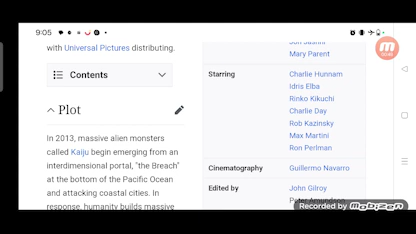 9:05
with Universal Pictures distributing.
Contents
Plot
In 2013, massive alien monsters
called Kaiju begin emerging from an
interdimensional portal, "the Breach"
at the bottom of the Pacific Ocean
and attacking coastal cities. In
response, humanity builds massive
Mary Parent
Starring
Charlie Hunnam
Idris Elba
Rinko Kikuchi
Charlie Day
Rob Kazinsky
Max Martini
Ron Perlman
Cinematography
Guillermo Navarro
Edited by
John Gilroy
Peter Amundson
Recorded by Mobizen